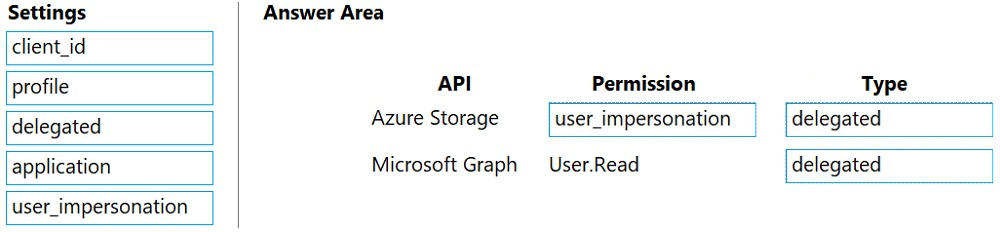 Settings
client_id
profile
delegated
application
user_impersonation
Answer Area
API Permission Type
Azure Storage user_impersonation delegated
Microsoft Graph User.Read delegated